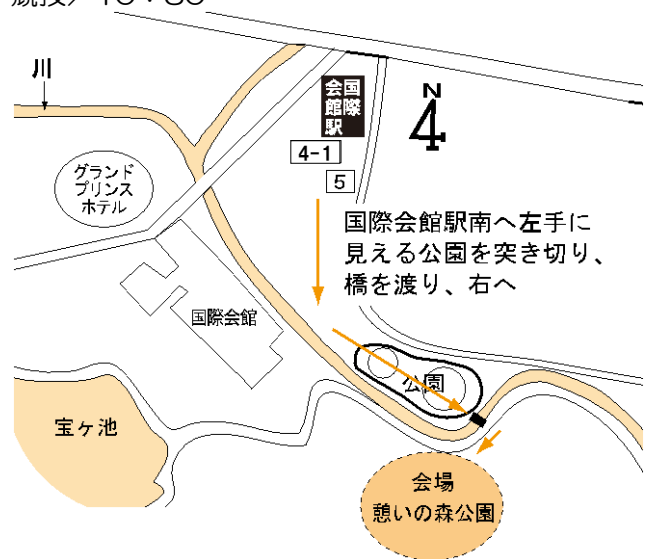 川
国際
会館駅
N
4-1
5
グランド
プリンス
ホテル
国際会館駅南へ左手に
見える公園を突き切り、
橋を渡り、右へ
国際会館
公園
宝ヶ池
会場
憩いの森公園